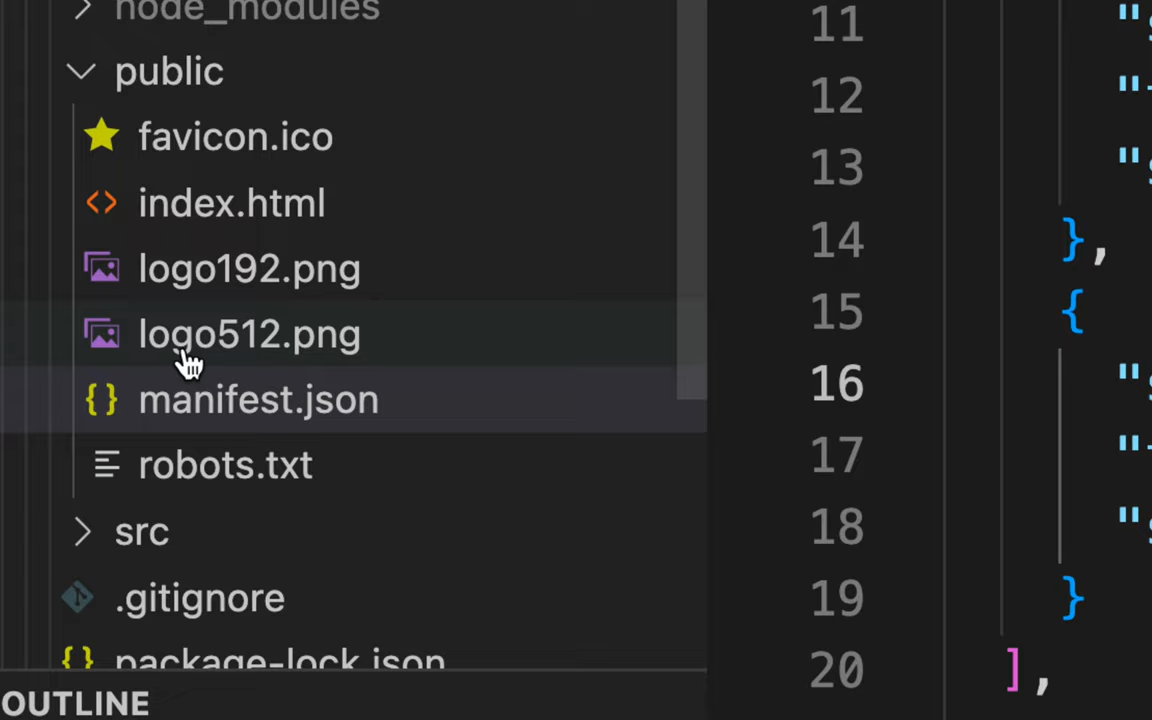 node_modules
public
favicon.ico
index.html
logo192.png
logo512.png
manifest.json
robots.txt
src
.gitignore
package-lock.json
OUTLINE
11 "
12 "
13 "
14 },
15 {
16 "
17 "
18 "
19 }
20 ],